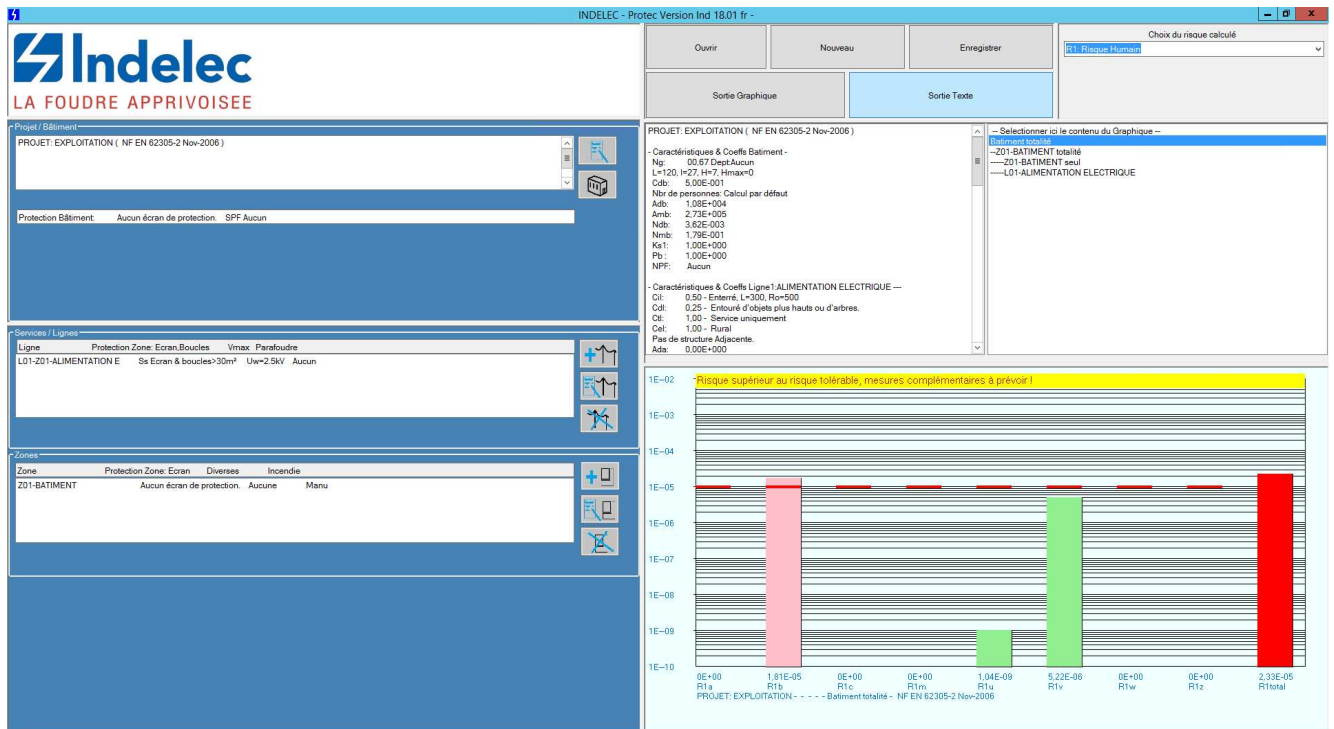 INDELEC - Protec Version Ind 18.01 fr -
Indelec
LA FOUDRE APPRIVOISEE
Ouvrir
Nouveau
Enregistrer
Choix du risque calculé
R1: Risque Humain
Sortie Graphique
Sortie Texte
Projet / Bâtiment
PROJET: EXPLOITATION ( NF EN 62305-2 Nov-2006 )
Protection Bâtiment: Aucun écran de protection. SPF Aucun
Services / Lignes
Ligne Protection Zone: Ecran,Boucles Vmax Parafoudre
L01-Z01-ALIMENTATION E Ss Ecran & boucles>30m² Uw=2.5kV Aucun
Zones
Zone Protection Zone: Ecran Diverses Incendie
Z01-BATIMENT Aucun écran de protection. Aucune Manu
PROJET: EXPLOITATION ( NF EN 62305-2 Nov-2006 )
- Caractéristiques & Coeffs Batiment -
Ng: 00,67 Dept:Aucun
L=120, l=27, H=7, Hmax=0
Cdb: 5,00E-001
Nbr de personnes: Calcul par défaut
Adb: 1,08E+004
Amb: 2,73E+005
Ndb: 3,62E-003
Nmb: 1,79E-001
Ks1: 1,00E+000
Pb : 1,00E+000
NPF: Aucun
- Caractéristiques & Coeffs Ligne1:ALIMENTATION ELECTRIQUE ---
Cil: 0,50 - Enterré, L=300, Ro=500
Cdl: 0,25 - Entouré d'objets plus hauts ou d'arbres.
Ctl: 1,00 - Service uniquement
Cel: 1,00 - Rural
Pas de structure Adjacente.
Ada: 0,00E+000
-- Selectionner ici le contenu du Graphique --
Batiment totalité
--Z01-BATIMENT totalité
-----Z01-BATIMENT seul
-----L01-ALIMENTATION ELECTRIQUE
Risque supérieur au risque tolérable, mesures complémentaires à prévoir !
1E-02
1E-03
1E-04
1E-05
1E-06
1E-07
1E-08
1E-09
1E-10
0E+00 1,81E-05 0E+00 0E+00 1,04E-09 5,22E-06 0E+00 0E+00 2,33E-05
R1a R1b R1c R1m R1u R1v R1w R1z R1total
PROJET: EXPLOITATION - - - - - Batiment totalité - NF EN 62305-2 Nov-2006